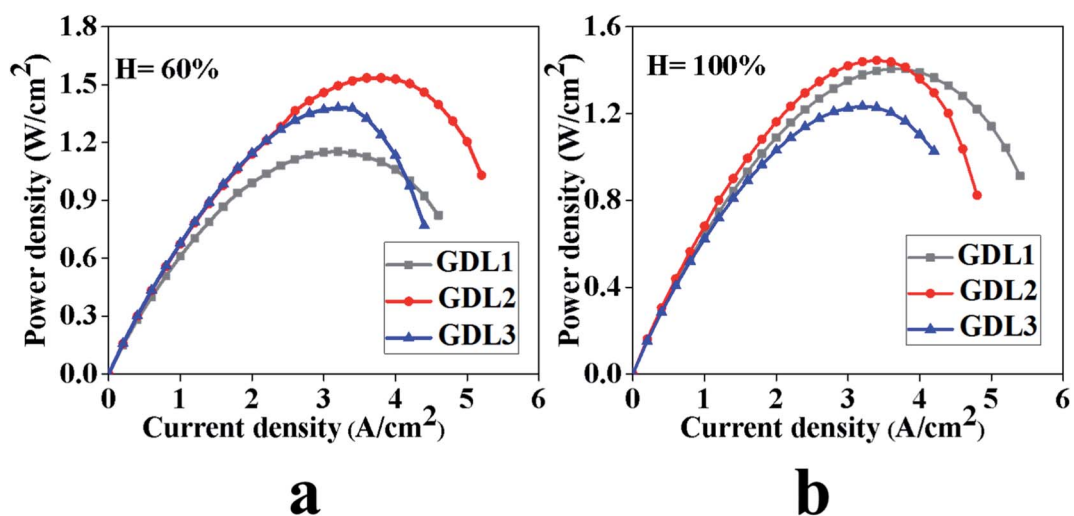 1.8
1.5
1.2
0.9
0.6
0.3
0.0
Power density (W/cm2)
H= 60%
GDL1
GDL2
GDL3
0 1 2 3 4 5 6
Current density (A/cm2)
a
1.6
1.2
0.8
0.4
0.0
Power density (W/cm2)
H= 100%
GDL1
GDL2
GDL3
0 1 2 3 4 5 6
Current density (A/cm2)
b